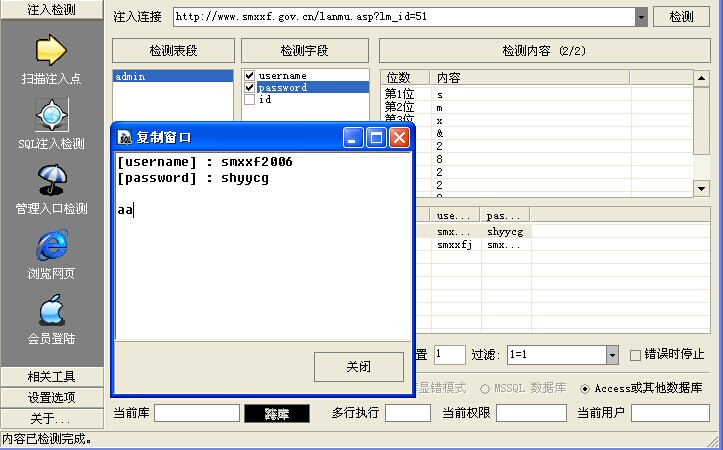 注入检测
扫描注入点
SQL注入检测
管理入口检测
浏览网页
会员登陆
相关工具
设置选项
关于...
注入连接
http://www.smxxf.gov.cn/lanmu.asp?lm_id=51
检测
检测表段
检测字段
检测内容 (2/2)
admin
username
password
id
位数 内容
第1位 s
第2位 m
第3位 x
&
2
8
2
2
复制窗口
[username] : smxxf2006
[password] : shyycg
aa
关闭
use... pas...
smx... shyycg
smxxfj smx...
置 1 过滤: 1=1 错误时停止
显错模式 MSSQL 数据库 Access或其他数据库
当前库 跨库 多行执行 当前权限 当前用户
内容已检测完成。